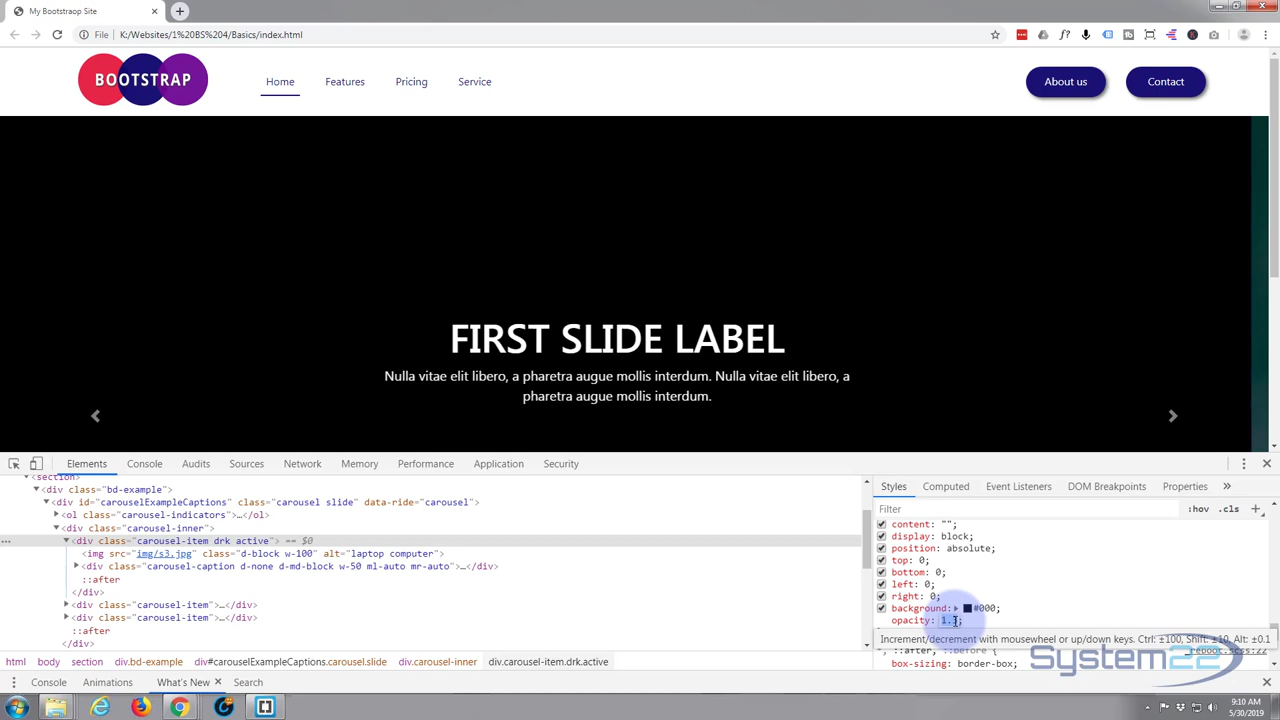 My Bootstraop Site
File K:/Websites/1%20BS%204/Basics/index.html
BOOTSTRAP
Home
Features
Pricing
Service
About us
Contact
FIRST SLIDE LABEL
Nulla vitae elit libero, a pharetra augue mollis interdum. Nulla vitae elit libero, a
pharetra augue mollis interdum.
Elements Console Audits Sources Network Memory Performance Application Security
<section>
<div class="bd-example">
<div id="carouselExampleCaptions" class="carousel slide" data-ride="carousel">
<ol class="carousel-indicators">…</ol>
<div class="carousel-inner">
<div class="carousel-item drk active"> == $0
<img src="img/s3.jpg" class="d-block w-100" alt="laptop computer">
<div class="carousel-caption d-none d-md-block w-50 ml-auto mr-auto">…</div>
::after
</div>
<div class="carousel-item">…</div>
<div class="carousel-item">…</div>
::after
</div>
html body section div.bd-example div#carouselExampleCaptions.carousel.slide div.carousel-inner div.carousel-item.drk.active
Styles Computed Event Listeners DOM Breakpoints Properties »
Filter :hov .cls +
content: "";
display: block;
position: absolute;
top: 0;
bottom: 0;
left: 0;
right: 0;
background: #000;
opacity: 1.
Increment/decrement with mousewheel or up/down keys. Ctrl: ±100, Shift: ±10, Alt: ±0.1
*, ::after, ::before {
_reboot.scss:22
box-sizing: border-box;
System22
Console Animations What's New × Search
9:10 AM
5/30/2019